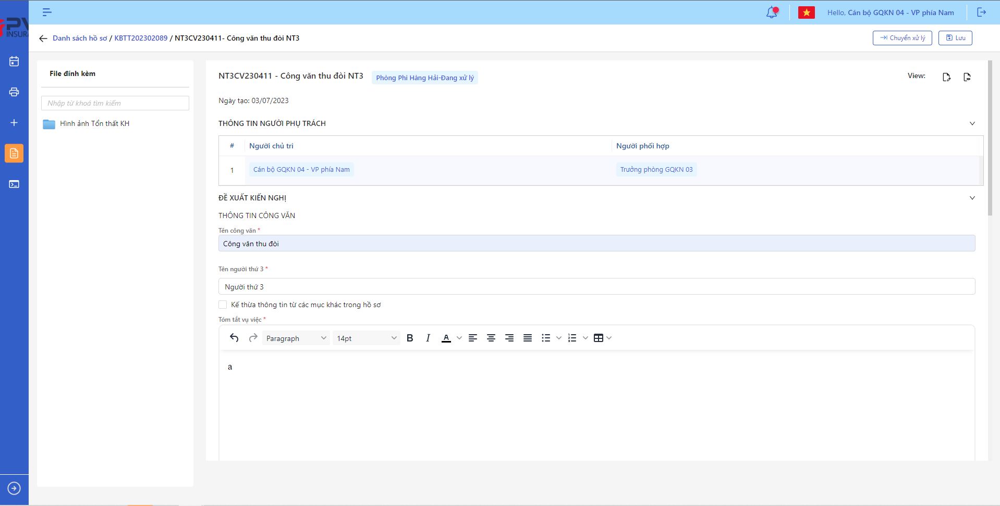 Hello, Cán bộ GQKN 04 - VP phía Nam
PV
INSURA
Danh sách hồ sơ / KBTT202302089 / NT3CV230411- Công văn thu đòi NT3
Chuyển xử lý
Lưu
File đính kèm
Nhập từ khoá tìm kiếm
Hình ảnh Tổn thất KH
NT3CV230411 - Công văn thu đòi NT3
Phòng Phi Hàng Hải-Đang xử lý
View:
Ngày tạo: 03/07/2023
THÔNG TIN NGƯỜI PHỤ TRÁCH
# Người chủ trì Người phối hợp
1 Cán bộ GQKN 04 - VP phía Nam Trưởng phòng GQKN 03
ĐỀ XUẤT KIẾN NGHỊ
THÔNG TIN CÔNG VĂN
Tên công văn *
Công văn thu đòi
Tên người thứ 3 *
Người thứ 3
Kế thừa thông tin từ các mục khác trong hồ sơ
Tóm tắt vụ việc *
Paragraph 14pt B I A
a